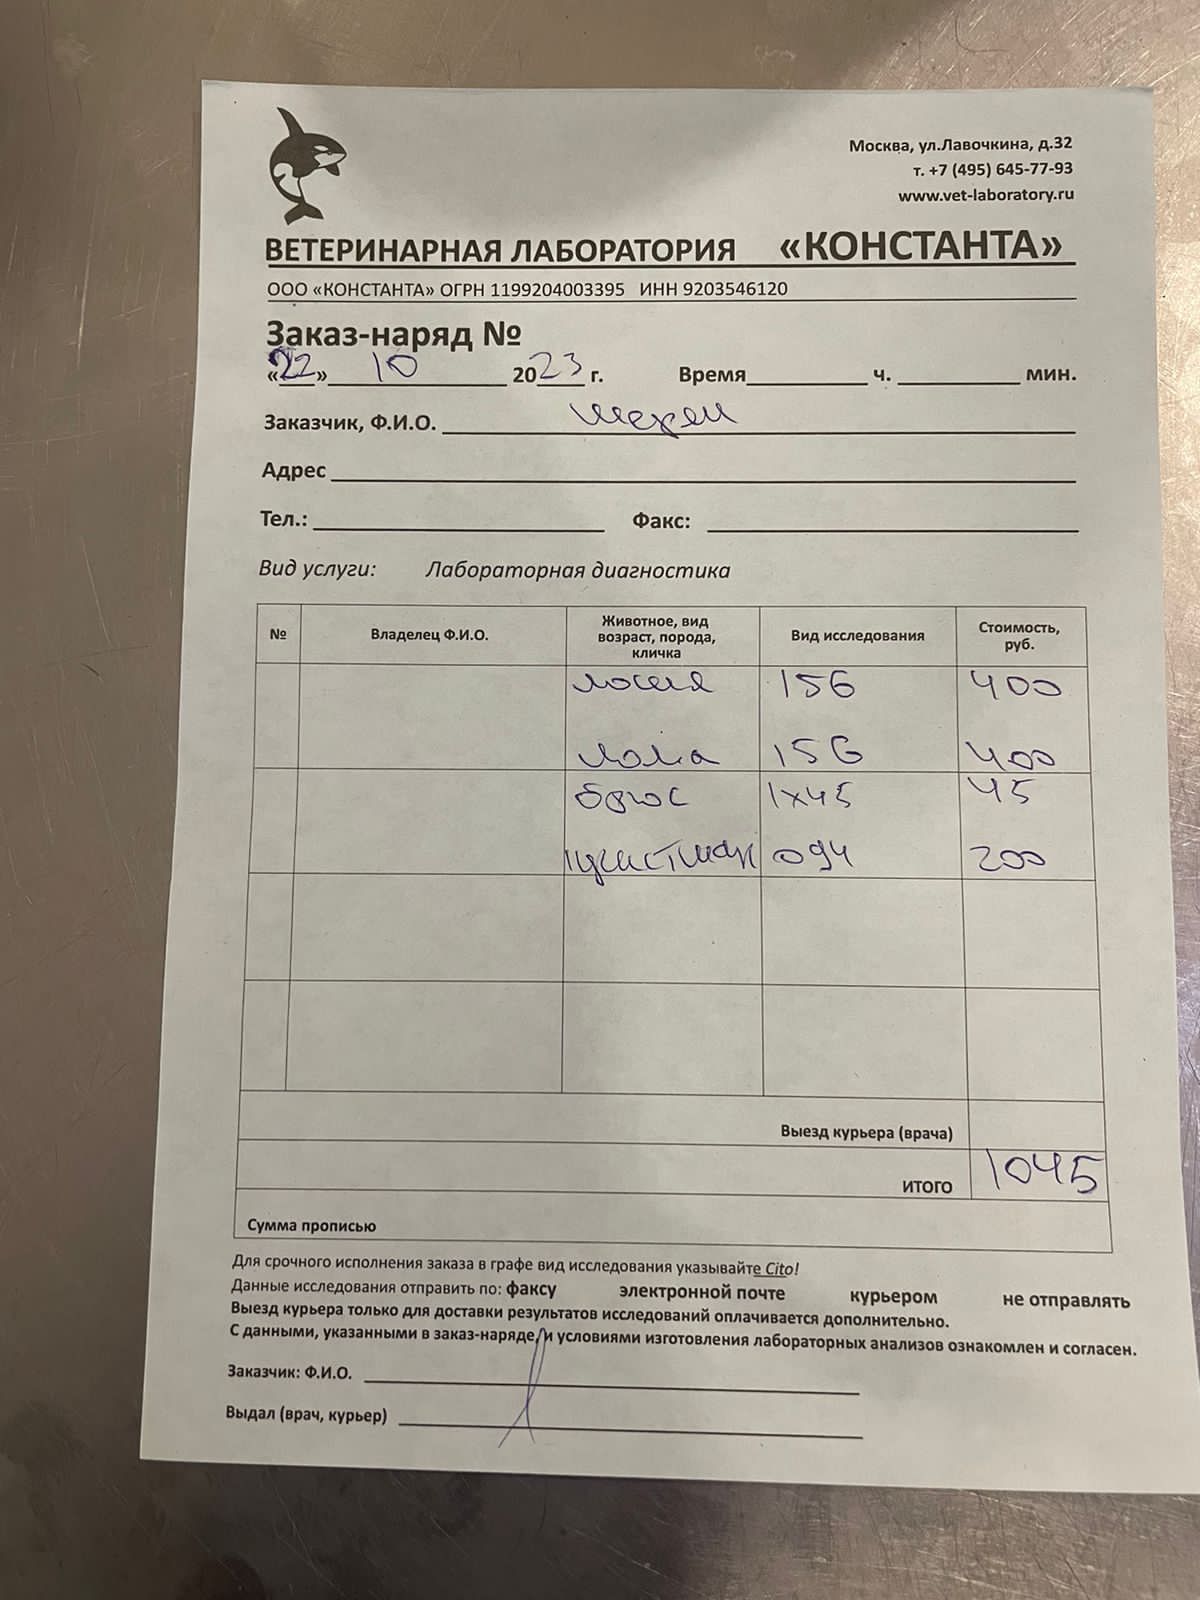 Москва, ул.Лавочкина, д.32
т. +7 (495) 645-77-93
www.vet-laboratory.ru
ВЕТЕРИНАРНАЯ ЛАБОРАТОРИЯ «КОНСТАНТА»
ООО «КОНСТАНТА» ОГРН 1199204003395 ИНН 9203546120
Заказ-наряд №
«22» 10 2023 г. Время ч. мин.
Заказчик, Ф.И.О.
Адрес
Тел.: Факс:
Вид услуги: Лабораторная диагностика
№ Владелец Ф.И.О. Животное, вид возраст, порода, кличка Вид исследования Стоимость, руб.
156 400
156 400
1x45 45
094 200
Выезд курьера (врача)
ИТОГО 1045
Сумма прописью
Для срочного исполнения заказа в графе вид исследования указывайте Cito!
Данные исследования отправить по: факсу электронной почте курьером не отправлять
Выезд курьера только для доставки результатов исследований оплачивается дополнительно.
С данными, указанными в заказ-наряде, и условиями изготовления лабораторных анализов ознакомлен и согласен.
Заказчик: Ф.И.О.
Выдал (врач, курьер)